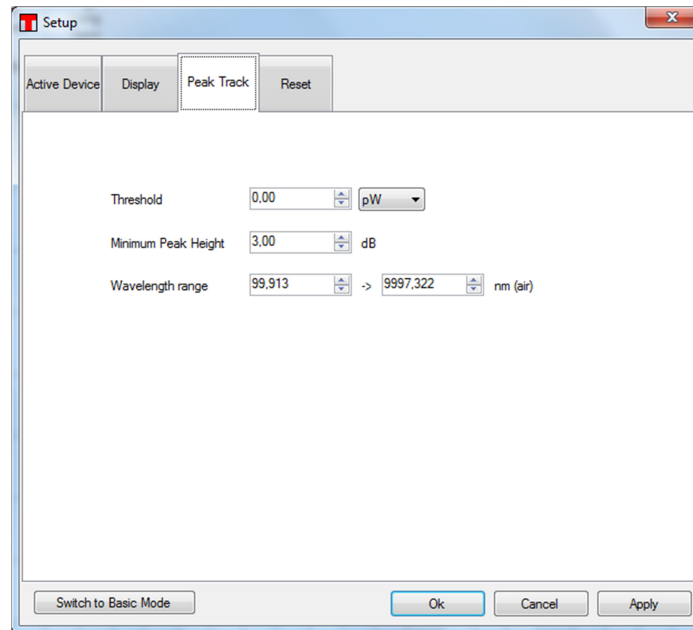 Setup
Active Device Display Peak Track Reset
Threshold 0,00 pW
Minimum Peak Height 3,00 dB
Wavelength range 99,913 -> 9997,322 nm (air)
Switch to Basic Mode Ok Cancel Apply